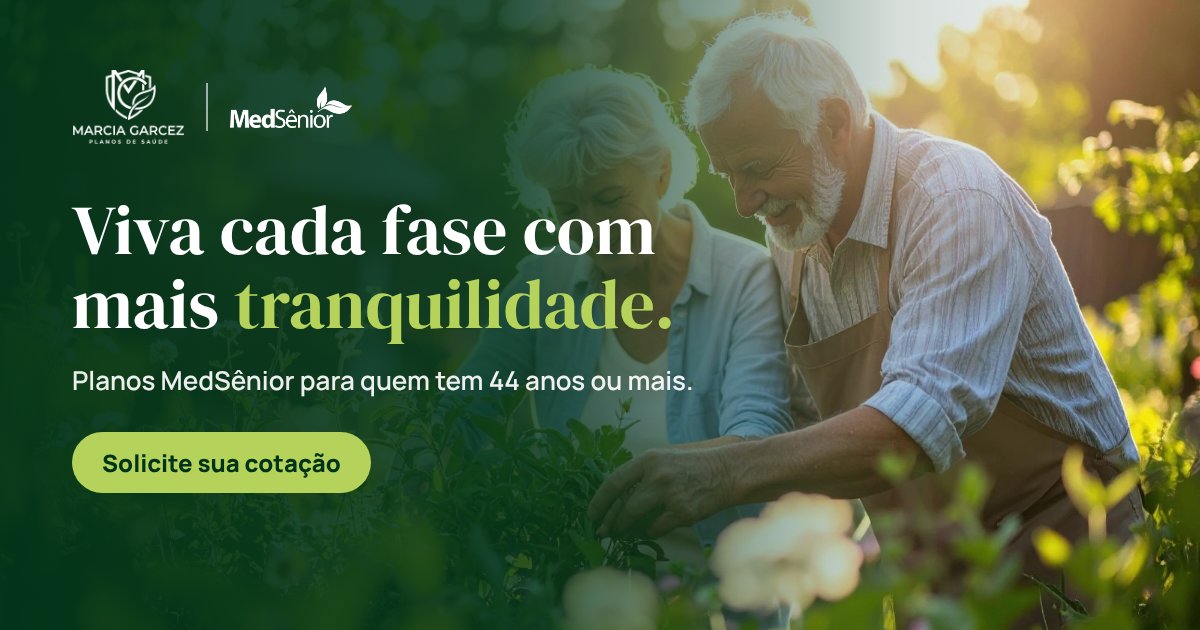 MARCIA GARCEZ
PLANOS DE SAÚDE
MedSênior
Viva cada fase com
mais tranquilidade.
Planos MedSênior para quem tem 44 anos ou mais.
Solicite sua cotação